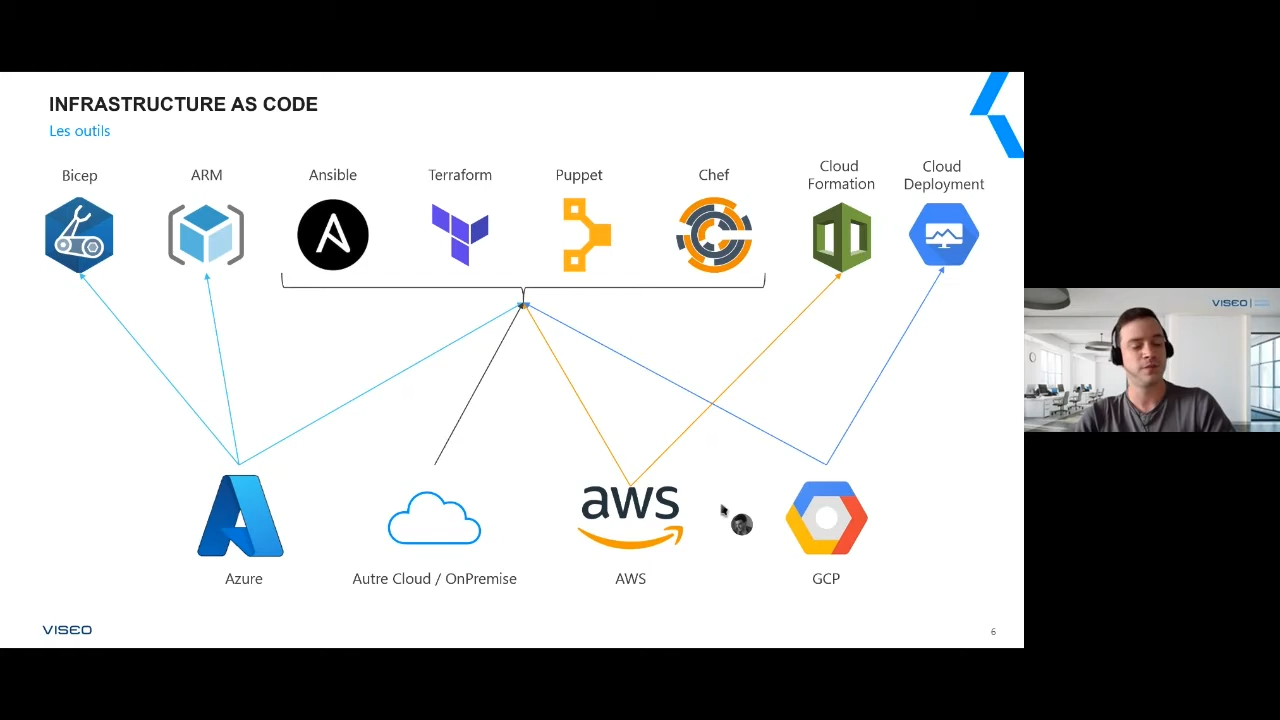 INFRASTRUCTURE AS CODE
Les outils
Bicep
ARM
Ansible
Terraform
Puppet
Chef
Cloud
Formation
Cloud
Deployment
aws
Azure
Autre Cloud / OnPremise
AWS
GCP
VISEO
6
VISEO